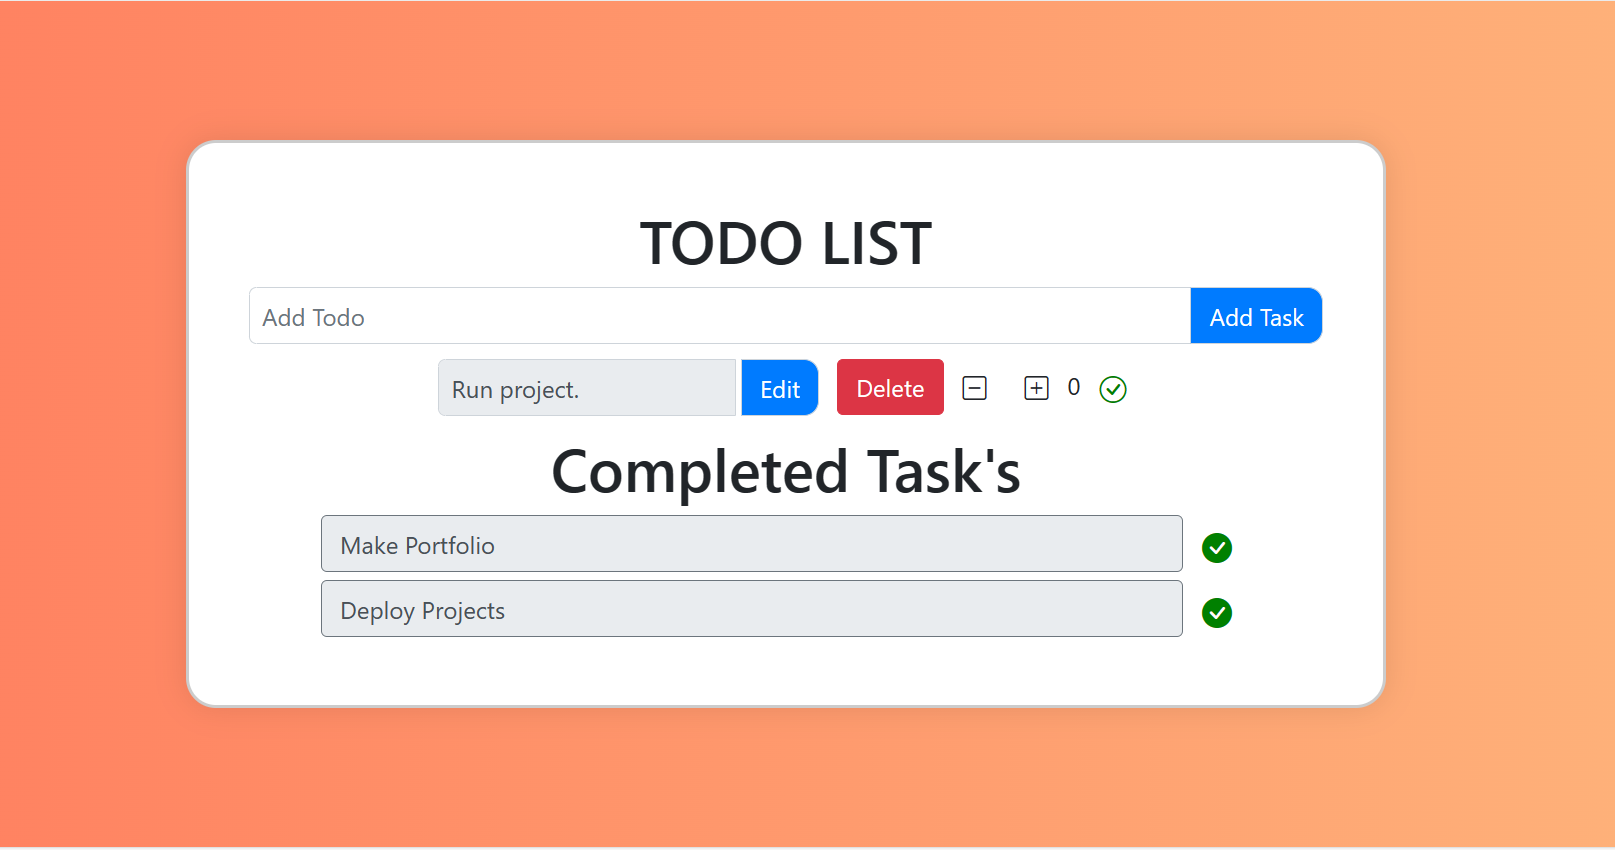 TODO LIST
Add Todo Add Task
Run project. Edit Delete 0
Completed Task's
Make Portfolio
Deploy Projects